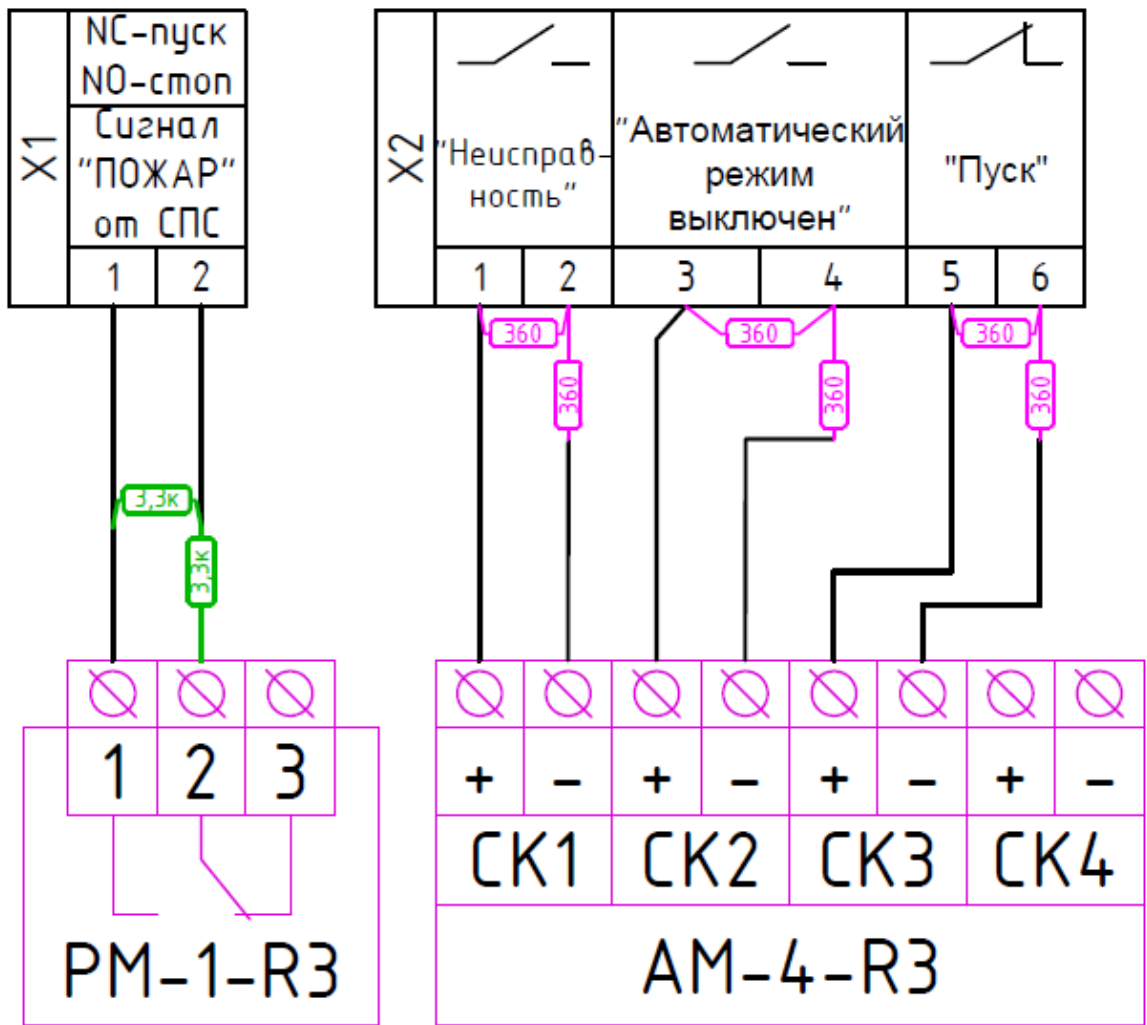 X1
NC-пуск
NO-стоп
Сигнал
"ПОЖАР"
от СПС
1 2
X2
"Неисправ-
ность"
"Автоматический
режим
выключен"
"Пуск"
1 2 3 4 5 6
360 360 360
360 360 360
3,3к
3,3к
1 2 3
РМ-1-R3
+ - + - + - + -
СК1 СК2 СК3 СК4
АМ-4-R3